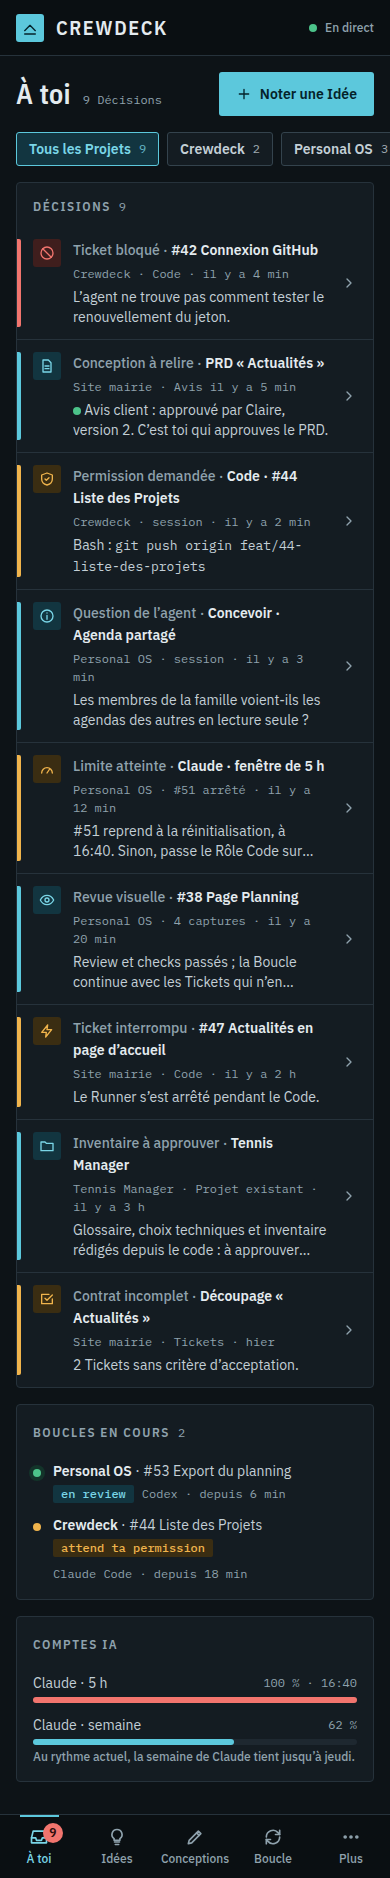 CREWDECK
En direct
À toi 9 Décisions
Noter une Idée
Tous les Projets 9
Crewdeck 2
Personal OS 3
DÉCISIONS 9
Ticket bloqué · #42 Connexion GitHub
Crewdeck · Code · il y a 4 min
L’agent ne trouve pas comment tester le
renouvellement du jeton.
Conception à relire · PRD « Actualités »
Site mairie · Avis il y a 5 min
Avis client : approuvé par Claire,
version 2. C’est toi qui approuves le PRD.
Permission demandée · Code · #44
Liste des Projets
Crewdeck · session · il y a 2 min
Bash : git push origin feat/44-
liste-des-projets
Question de l’agent · Concevoir ·
Agenda partagé
Personal OS · session · il y a 3
min
Les membres de la famille voient-ils les
agendas des autres en lecture seule ?
Limite atteinte · Claude · fenêtre de 5 h
Personal OS · #51 arrêté · il y a
12 min
#51 reprend à la réinitialisation, à
16:40. Sinon, passe le Rôle Code sur…
Revue visuelle · #38 Page Planning
Personal OS · 4 captures · il y a
20 min
Review et checks passés ; la Boucle
continue avec les Tickets qui n’en…
Ticket interrompu · #47 Actualités en
page d’accueil
Site mairie · Code · il y a 2 h
Le Runner s’est arrêté pendant le Code.
Inventaire à approuver · Tennis
Manager
Tennis Manager · Projet existant ·
il y a 3 h
Glossaire, choix techniques et inventaire
rédigés depuis le code : à approuver…
Contrat incomplet · Découpage «
Actualités »
Site mairie · Tickets · hier
2 Tickets sans critère d’acceptation.
BOUCLES EN COURS 2
Personal OS · #53 Export du planning
en review Codex · depuis 6 min
Crewdeck · #44 Liste des Projets
attend ta permission
Claude Code · depuis 18 min
COMPTES IA
Claude · 5 h 100 % · 16:40
Claude · semaine 62 %
Au rythme actuel, la semaine de Claude tient jusqu’à jeudi.
9
À toi Idées Conceptions Boucle Plus